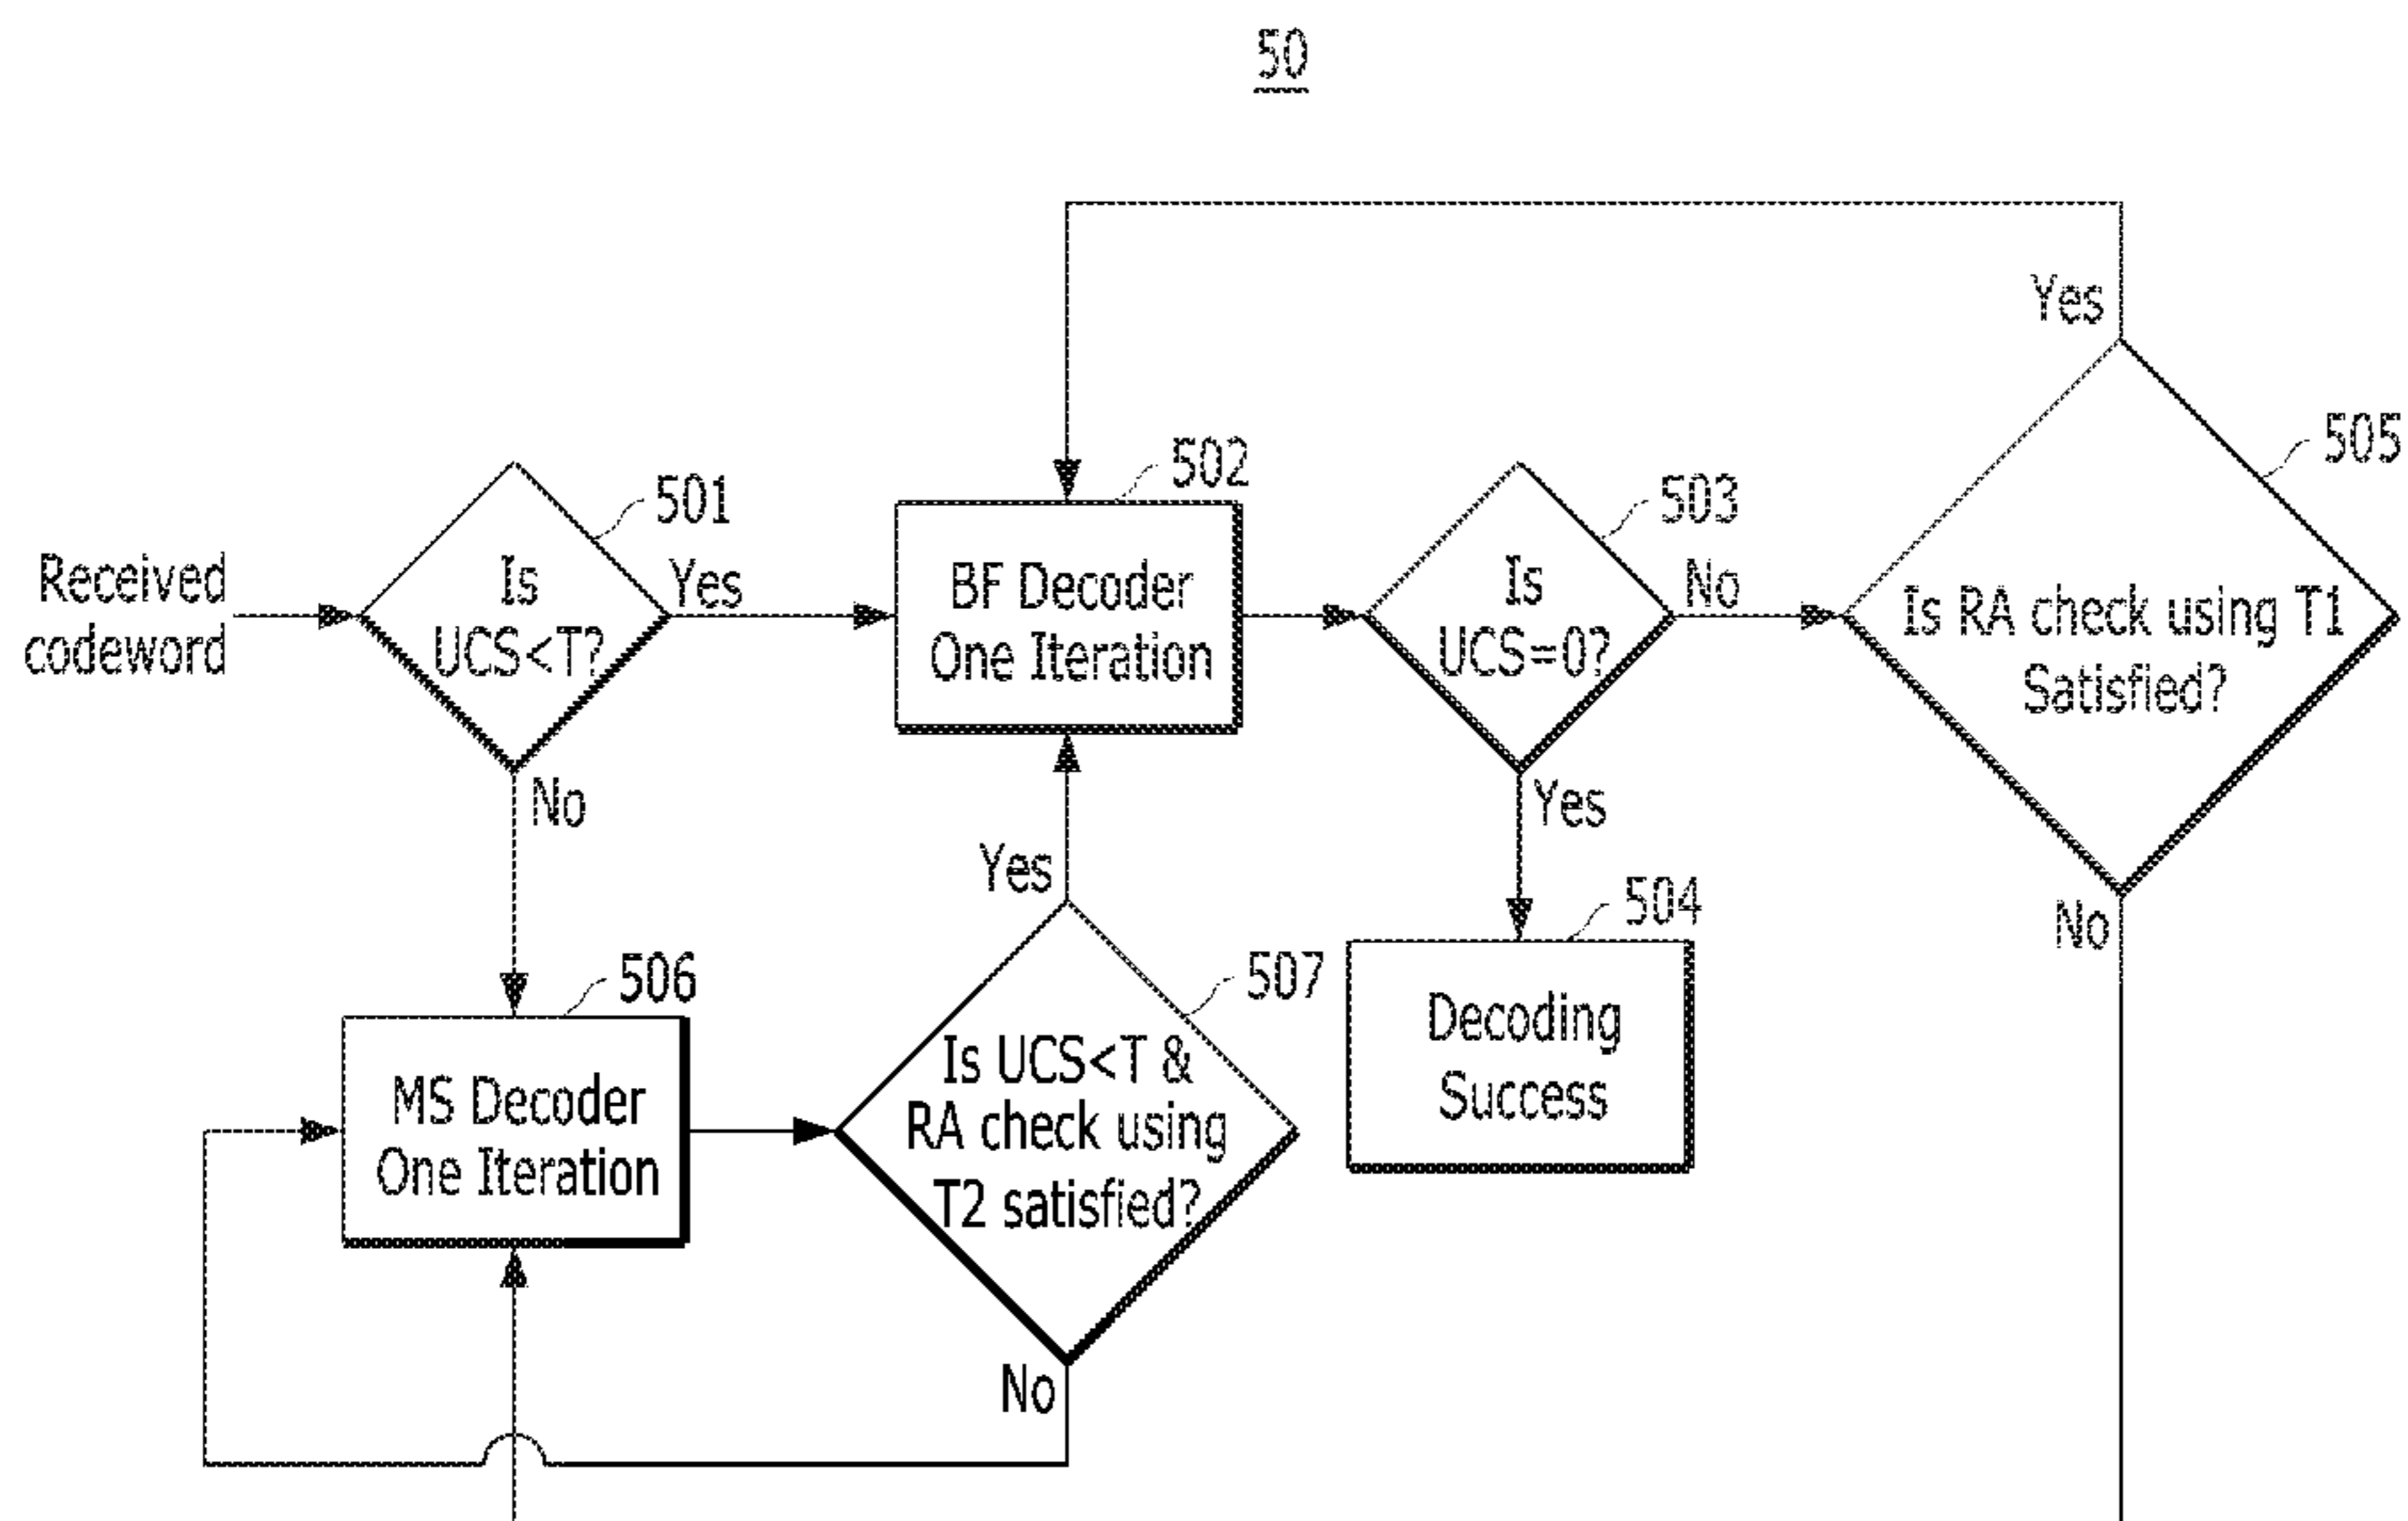 50
Yes
505
502
501
503
Received
codeword
Is
UCS<T?
Yes
BF Decoder
One Iteration
Is
UCS=0?
No
Is RA check using T1
Satisfied?
No
Yes
Yes
504
No
506
507
Decoding
Success
MS Decoder
One Iteration
Is UCS<T &
RA check using
T2 satisfied?
No